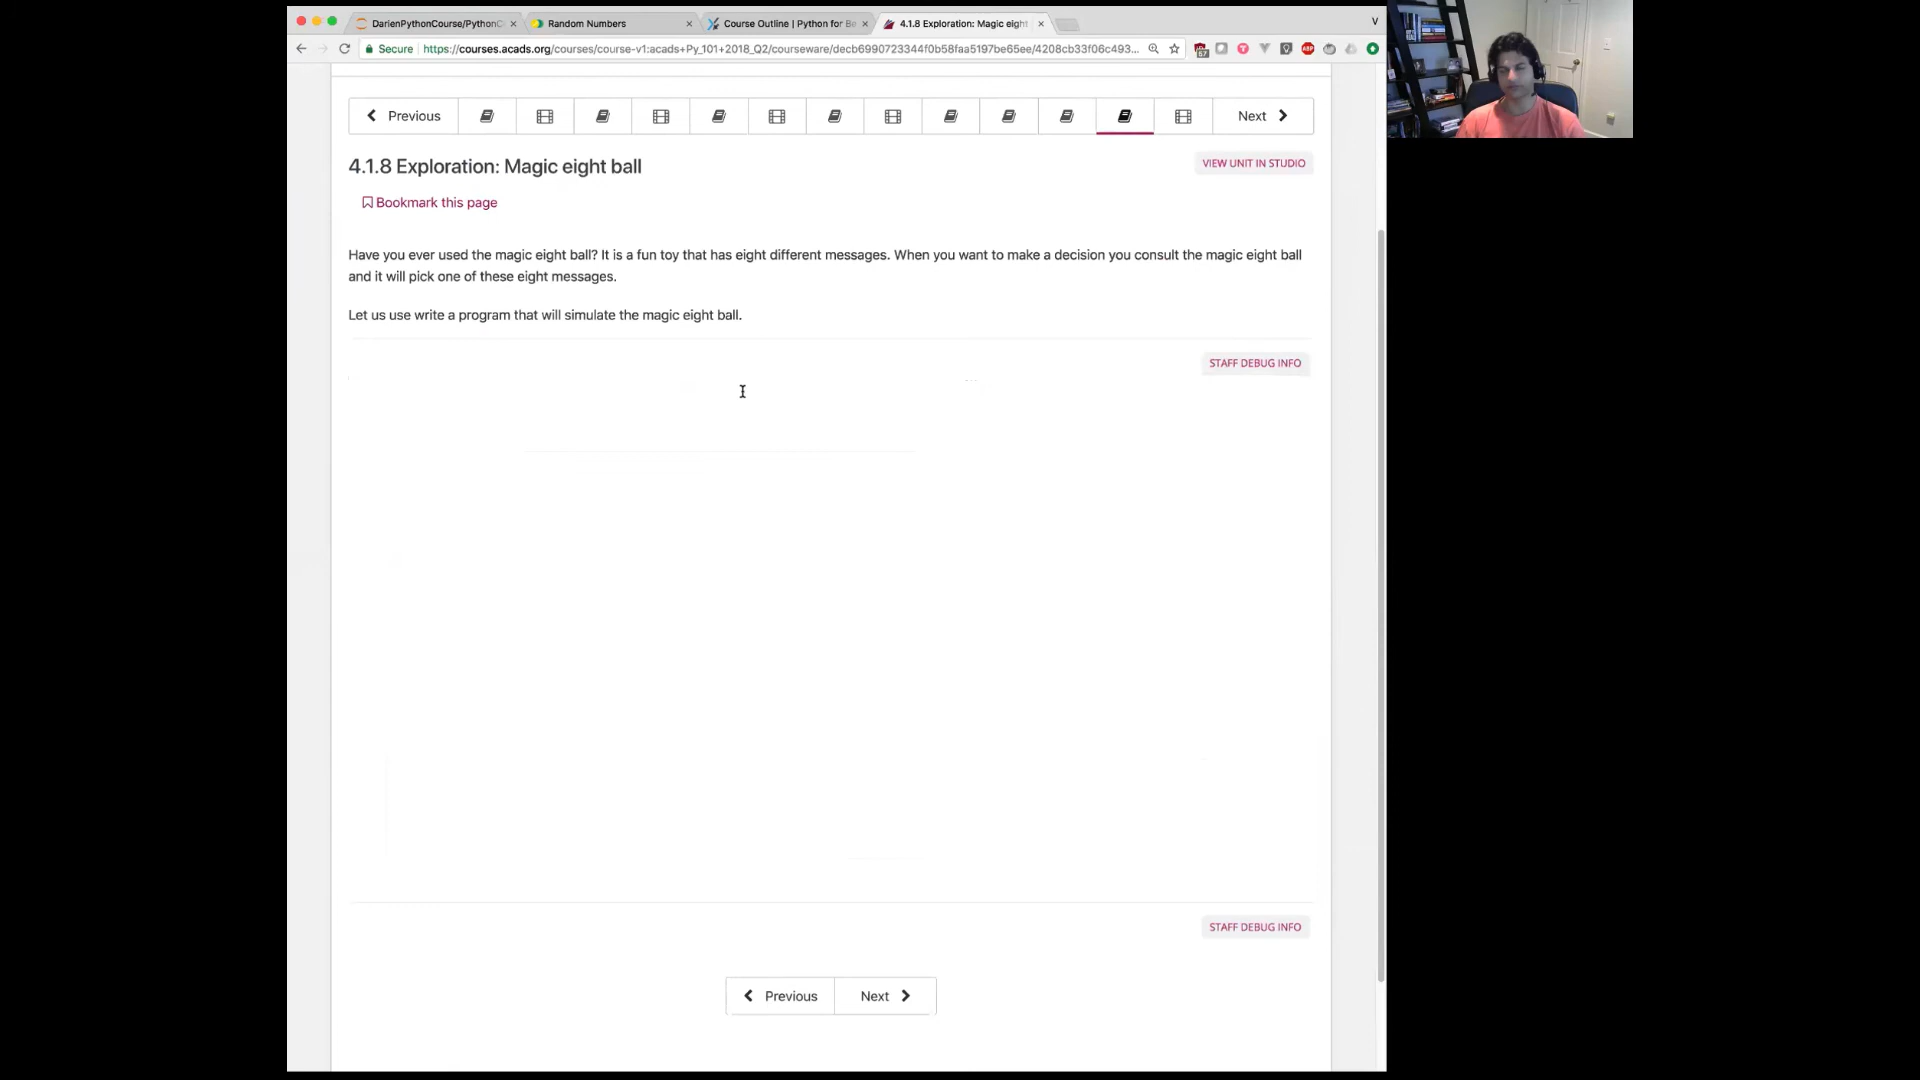 DarienPythonCourse/PythonC
Random Numbers
Course Outline | Python for Be
4.1.8 Exploration: Magic eight
Secure
https://courses.acads.org/courses/course-v1:acads+Py_101+2018_Q2/courseware/decb6990723344f0b58faa5197be65ee/4208cb33f06c493...
Previous
Next
4.1.8 Exploration: Magic eight ball
VIEW UNIT IN STUDIO
Bookmark this page
Have you ever used the magic eight ball? It is a fun toy that has eight different messages. When you want to make a decision you consult the magic eight ball
and it will pick one of these eight messages.
Let us use write a program that will simulate the magic eight ball.
STAFF DEBUG INFO
STAFF DEBUG INFO
Previous
Next